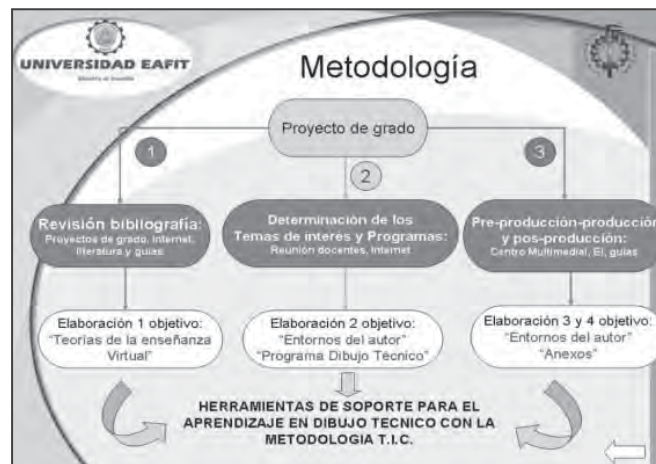 UNIVERSIDAD EAFIT
Metodología
Proyecto de grado
1
2
3
Revisión bibliografía:
Proyectos de grado, Internet,
literatura y guías
Determinación de los
Temas de interés y Programas:
Reunión docentes, Internet
Pre-producción-producción
y pos-producción:
Centro Multimedial, EI, guías
Elaboración 1 objetivo:
"Teorías de la enseñanza
Virtual"
Elaboración 2 objetivo:
"Entornos del autor"
"Programa Dibujo Técnico"
Elaboración 3 y 4 objetivo:
"Entornos del autor"
"Anexos"
HERRAMIENTAS DE SOPORTE PARA EL
APRENDIZAJE EN DIBUJO TECNICO CON LA
METODOLOGIA T.I.C.